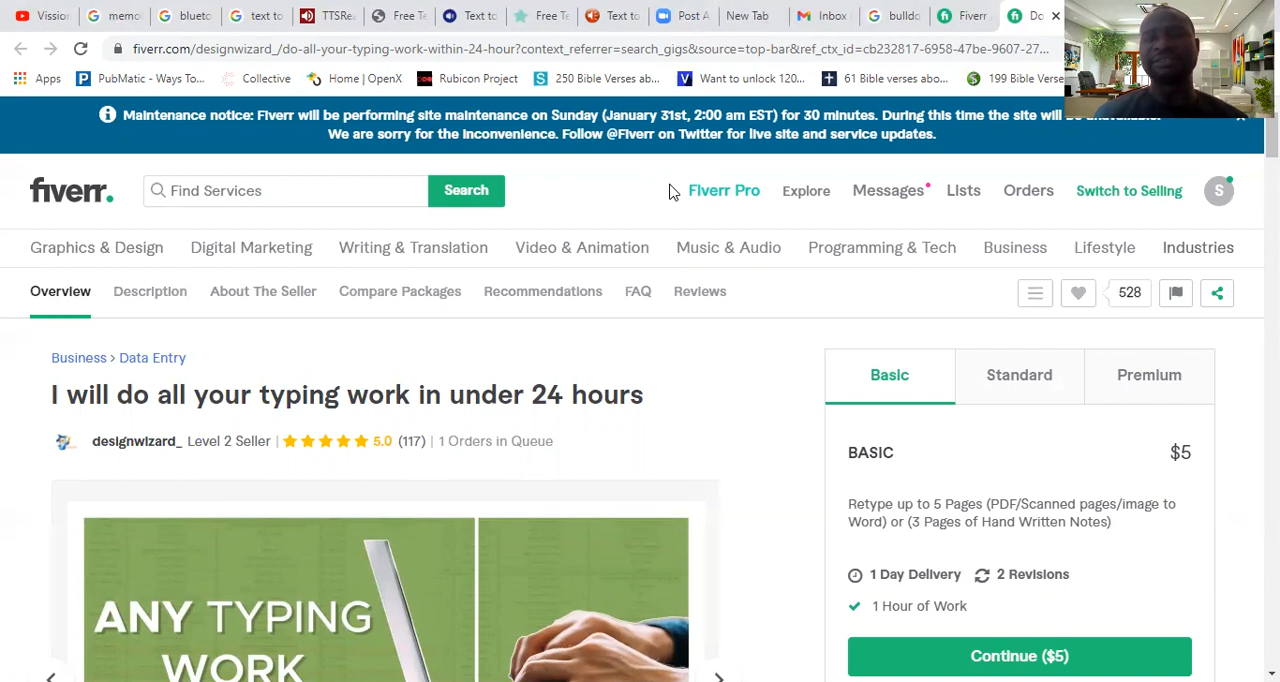 Vission
memo
blueto
text to
TTSRea
Free Te
Text to
Free Te
Text to
Post A
New Tab
Inbox
bulldo
Fiverr
Do
fiverr.com/designwizard_/do-all-your-typing-work-within-24-hour?context_referrer=search_gigs&source=top-bar&ref_ctx_id=cb232817-6958-47be-9607-27...
Apps
PubMatic - Ways To...
Collective
Home | OpenX
Rubicon Project
250 Bible Verses ab...
Want to unlock 120...
61 Bible verses abo...
199 Bible Verse
Maintenance notice: Fiverr will be performing site maintenance on Sunday (January 31st, 2:00 am EST) for 30 minutes. During this time the site will be
We are sorry for the inconvenience. Follow @Fiverr on Twitter for live site and service updates.
fiverr.
Find Services
Search
Fiverr Pro
Explore
Messages
Lists
Orders
Switch to Selling
S
Graphics & Design
Digital Marketing
Writing & Translation
Video & Animation
Music & Audio
Programming & Tech
Business
Lifestyle
Industries
Overview
Description
About The Seller
Compare Packages
Recommendations
FAQ
Reviews
528
Business > Data Entry
I will do all your typing work in under 24 hours
designwizard_ Level 2 Seller | 5.0 (117) | 1 Orders in Queue
ANY TYPING
WORK
Basic
Standard
Premium
BASIC
$5
Retype up to 5 Pages (PDF/Scanned pages/image to
Word) or (3 Pages of Hand Written Notes)
1 Day Delivery
2 Revisions
1 Hour of Work
Continue ($5)